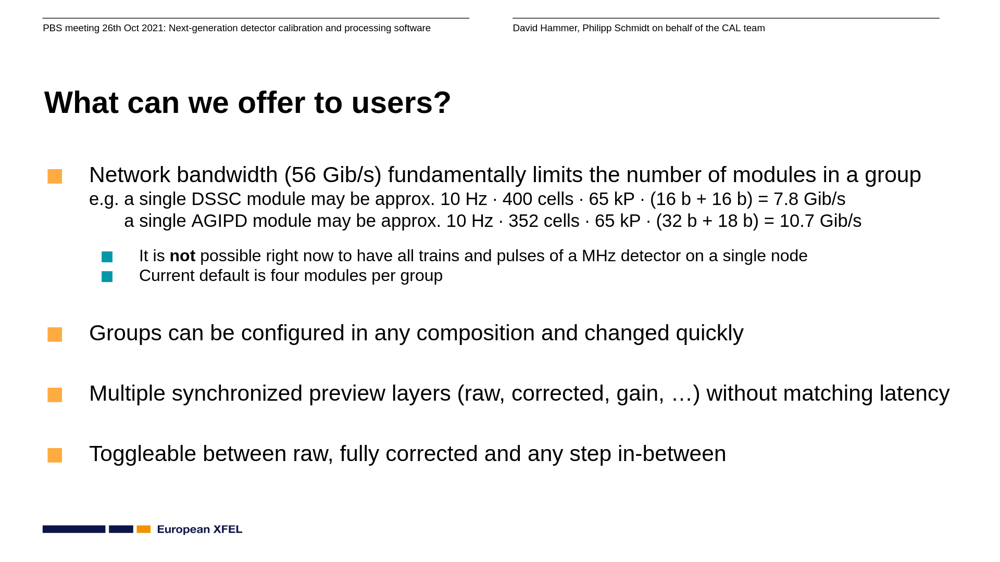 PBS meeting 26th Oct 2021: Next-generation detector calibration and processing software
David Hammer, Philipp Schmidt on behalf of the CAL team
What can we offer to users?
Network bandwidth (56 Gib/s) fundamentally limits the number of modules in a group
e.g. a single DSSC module may be approx. 10 Hz · 400 cells · 65 kP · (16 b + 16 b) = 7.8 Gib/s
a single AGIPD module may be approx. 10 Hz · 352 cells · 65 kP · (32 b + 18 b) = 10.7 Gib/s
It is not possible right now to have all trains and pulses of a MHz detector on a single node
Current default is four modules per group
Groups can be configured in any composition and changed quickly
Multiple synchronized preview layers (raw, corrected, gain, …) without matching latency
Toggleable between raw, fully corrected and any step in-between
European XFEL